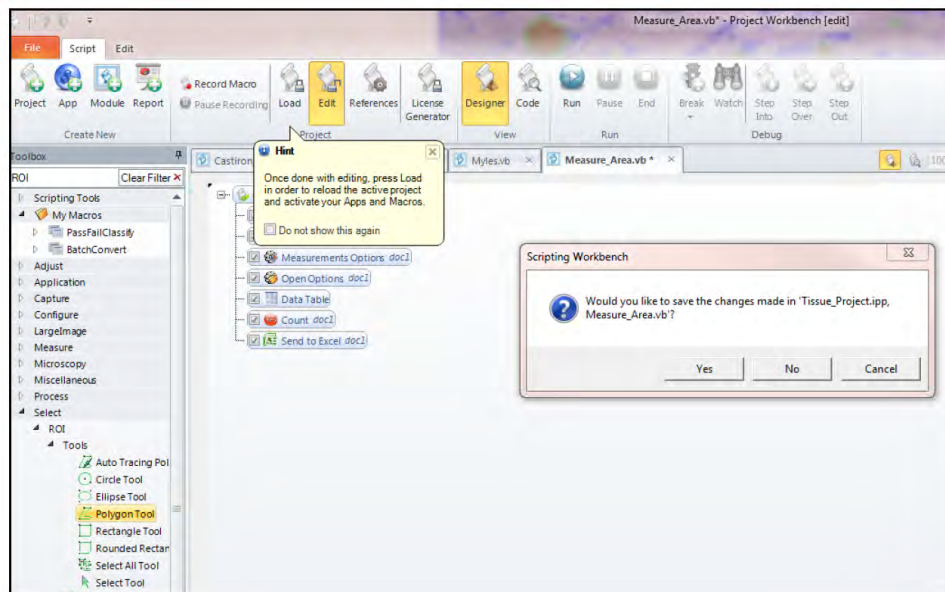 Measure_Area.vb* - Project Workbench [edit]
File Script Edit
Project App Module Report
Create New
Record Macro
Pause Recording
Load Edit References License Generator
Project
Designer Code
View
Run Pause End
Run
Break Watch Step Into Step Over Step Out
Debug
Toolbox
ROI Clear Filter ×
Scripting Tools
My Macros
PassFailClassify
BatchConvert
Adjust
Application
Capture
Configure
LargeImage
Measure
Microscopy
Miscellaneous
Process
Select
ROI
Tools
Auto Tracing Pol
Circle Tool
Ellipse Tool
Polygon Tool
Rectangle Tool
Rounded Rectan
Select All Tool
Select Tool
Castiron
Myles.vb ×
Measure_Area.vb * ×
100
Hint
Once done with editing, press Load
in order to reload the active project
and activate your Apps and Macros.
Do not show this again
Measurements Options doc1
Open Options doc1
Data Table
Count doc1
Send to Excel doc1
Scripting Workbench
Would you like to save the changes made in 'Tissue_Project.ipp,
Measure_Area.vb'?
Yes No Cancel